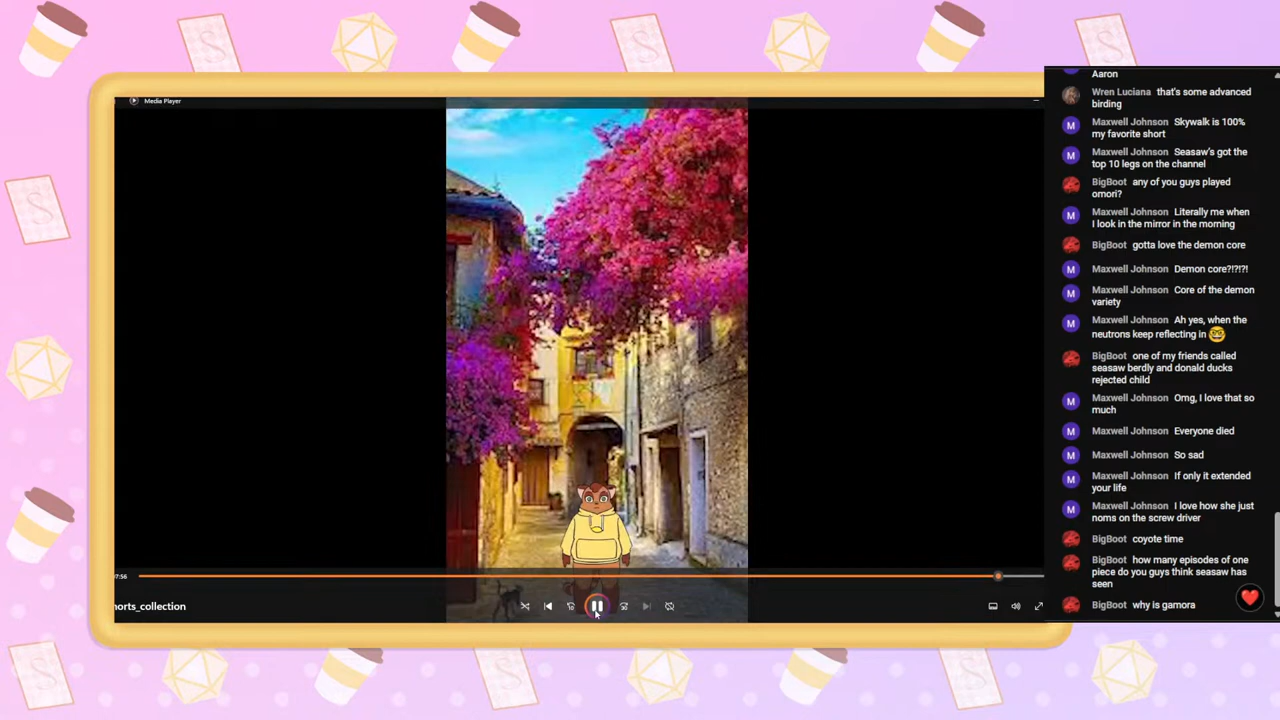 Media Player
7:56
horts_collection
Aaron
Wren Luciana that's some advanced
birding
M Maxwell Johnson Skywalk is 100%
my favorite short
M Maxwell Johnson Seasaw's got the
top 10 legs on the channel
BigBoot any of you guys played
omori?
M Maxwell Johnson Literally me when
I look in the mirror in the morning
BigBoot gotta love the demon core
M Maxwell Johnson Demon core?!?!?!
M Maxwell Johnson Core of the demon
variety
M Maxwell Johnson Ah yes, when the
neutrons keep reflecting in 🤓
BigBoot one of my friends called
seasaw berdly and donald ducks
rejected child
M Maxwell Johnson Omg, I love that so
much
M Maxwell Johnson Everyone died
M Maxwell Johnson So sad
M Maxwell Johnson If only it extended
your life
M Maxwell Johnson I love how she just
noms on the screw driver
BigBoot coyote time
BigBoot how many episodes of one
piece do you guys think seasaw has
seen
BigBoot why is gamora